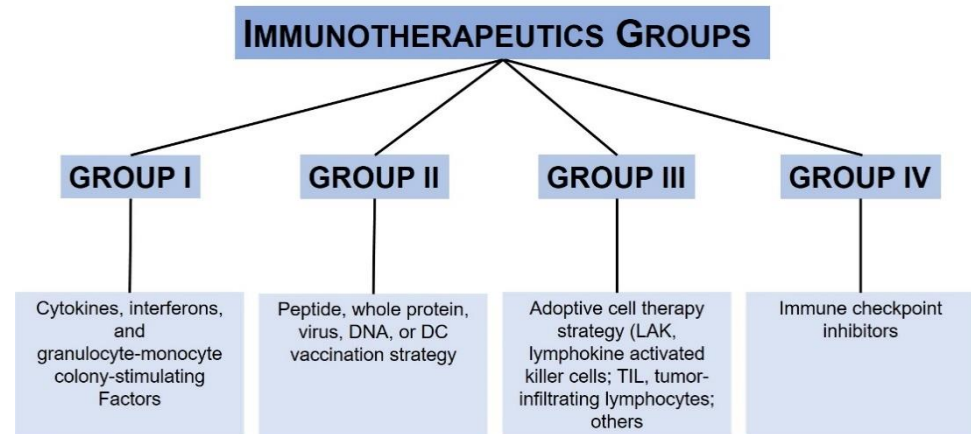 IMMUNOTHERAPEUTICS GROUPS
GROUP I
GROUP II
GROUP III
GROUP IV
Cytokines, interferons,
and
granulocyte-monocyte
colony-stimulating
Factors
Peptide, whole protein,
virus, DNA, or DC
vaccination strategy
Adoptive cell therapy
strategy (LAK,
lymphokine activated
killer cells; TIL, tumor-
infiltrating lymphocytes;
others
Immune checkpoint
inhibitors